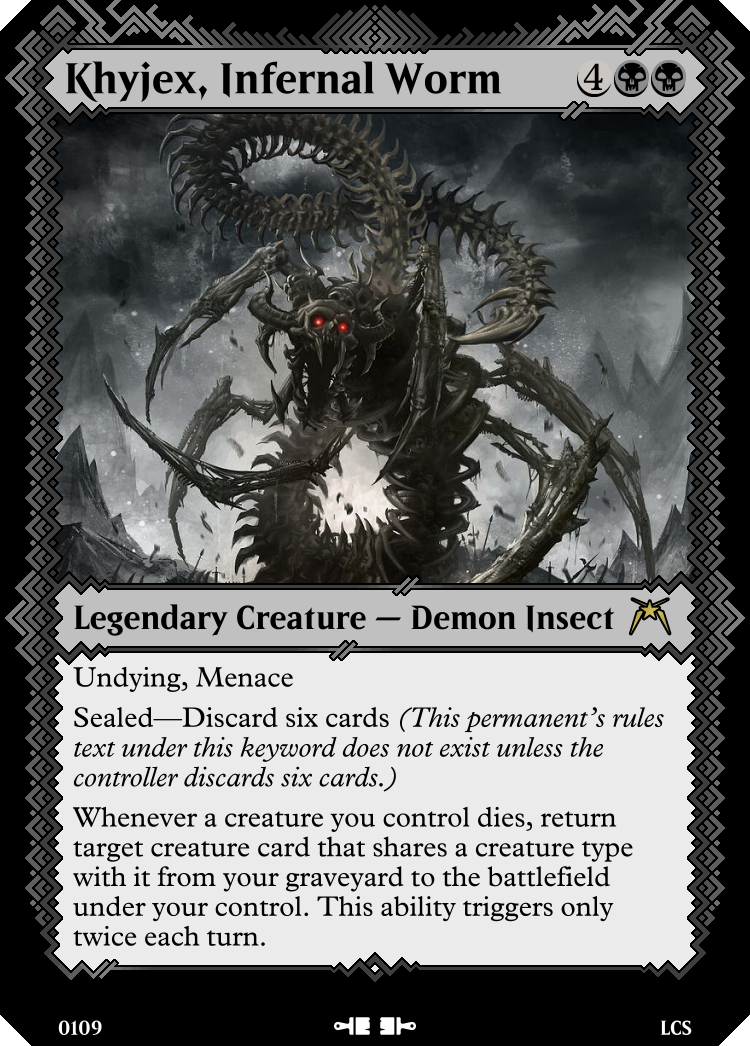 Khyjex, Infernal Worm 4
Legendary Creature — Demon Insect
Undying, Menace
Sealed—Discard six cards (This permanent's rules
text under this keyword does not exist unless the
controller discards six cards.)
Whenever a creature you control dies, return
target creature card that shares a creature type
with it from your graveyard to the battlefield
under your control. This ability triggers only
twice each turn.
0109 LCS